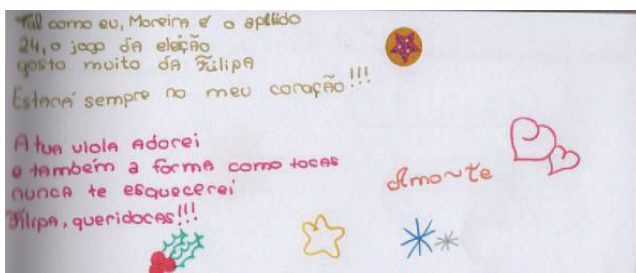 Tal como eu, Moreira é o apelido
24, o jogo da eleição
gosto muito da Filipa
Estará sempre no meu coração!!!
A tua viola Adorei
e também a forma como tocas
nunca te esquecerei
Filipa, queridocas!!!
Amo~te